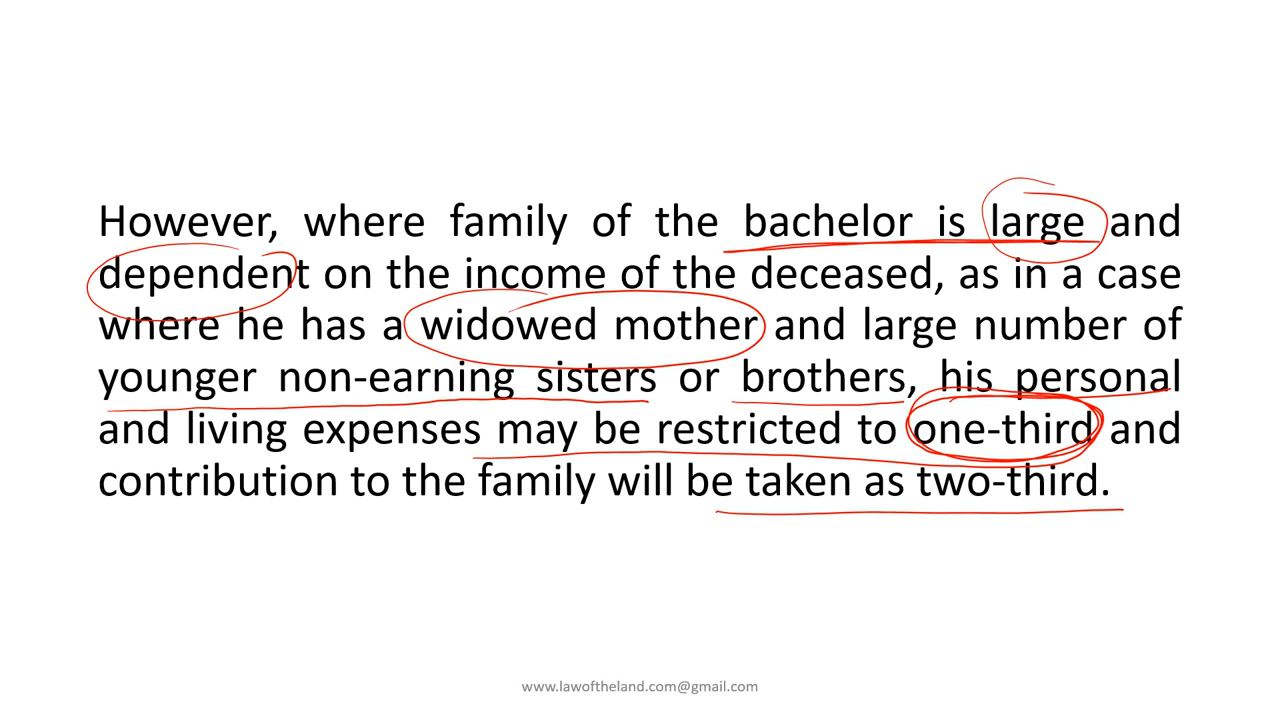 However, where family of the bachelor is large and
dependent on the income of the deceased, as in a case
where he has a widowed mother and large number of
younger non-earning sisters or brothers, his personal
and living expenses may be restricted to one-third and
contribution to the family will be taken as two-third.
www.lawoftheland.com@gmail.com